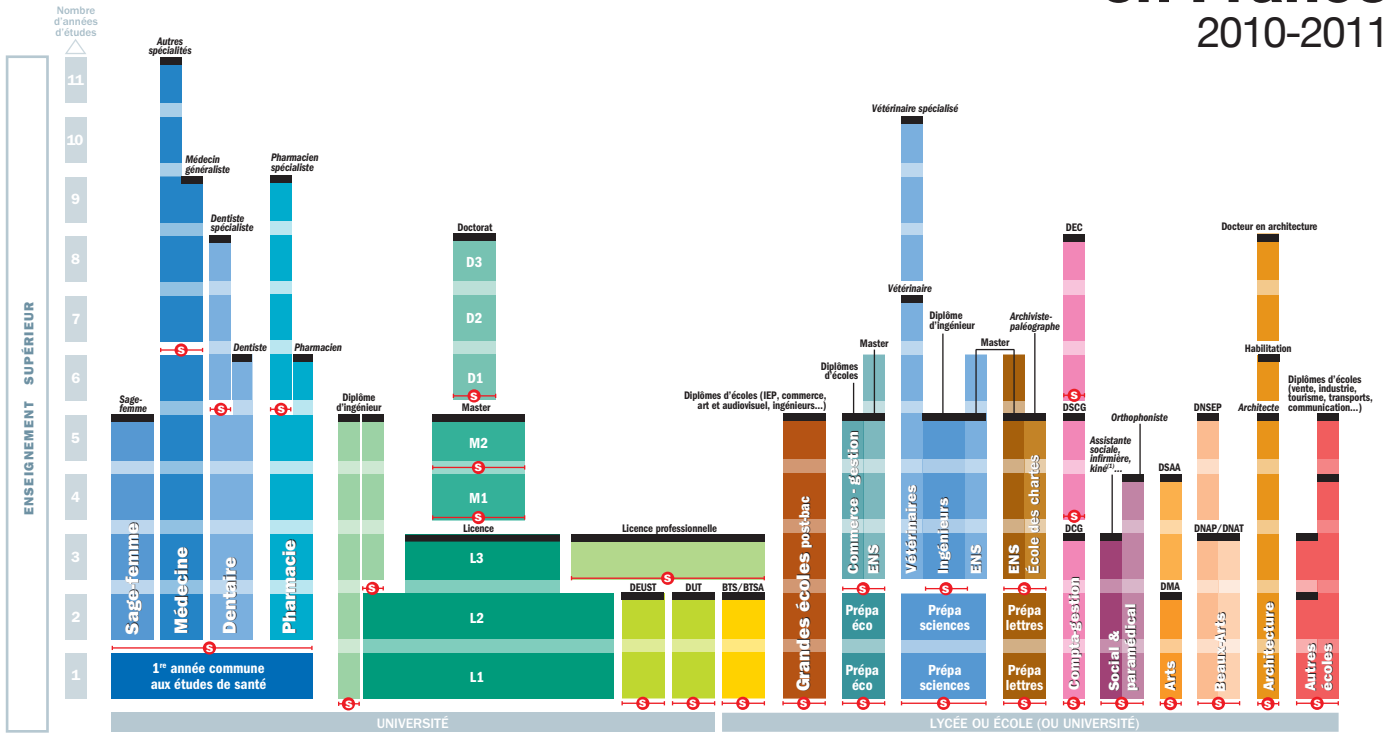 en France
2010-2011
Nombre
d'années
d'études
11
10
9
8
7
6
5
4
3
2
1
ENSEIGNEMENT SUPÉRIEUR
Autres
spécialités
Médecin
généraliste
Dentiste
spécialiste
Pharmacien
spécialiste
Dentiste
Pharmacien
Sage-
femme
Diplôme
d'ingénieur
Doctorat
D3
D2
D1
S
S
S
S
Master
M2
S
M1
S
Licence
L3
L2
L1
Licence professionnelle
S
S
DEUST
DUT
BTS/BTSA
Sage-femme
Médecine
Dentaire
Pharmacie
S
1re année commune
aux études de santé
S
S
S
S
Diplômes d'écoles (IEP, commerce,
art et audiovisuel, ingénieurs...)
Grandes écoles post-bac
S
Diplômes
d'écoles
Master
Commerce - gestion
ENS
S
Prépa
éco
Prépa
éco
S
Vétérinaire spécialisé
Vétérinaire
Diplôme
d'ingénieur
Master
Archiviste-
paléographe
Vétérinaires
Ingénieurs
ENS
S
Prépa
sciences
Prépa
sciences
S
ENS
École des chartes
S
Prépa
lettres
Prépa
lettres
S
DEC
S
DSCG
S
DCG
Compta-gestion
S
Assistante
sociale,
infirmière,
kiné(1)...
Orthophoniste
Social &
paramédical
S
DSAA
DMA
Arts
S
DNSEP
DNAP/DNAT
Beaux-Arts
S
Docteur en architecture
Habilitation
Architecte
Architecture
S
Diplômes d'écoles
(vente, industrie,
tourisme, transports,
communication...)
Autres
écoles
S
UNIVERSITÉ
LYCÉE OU ÉCOLE (OU UNIVERSITÉ)